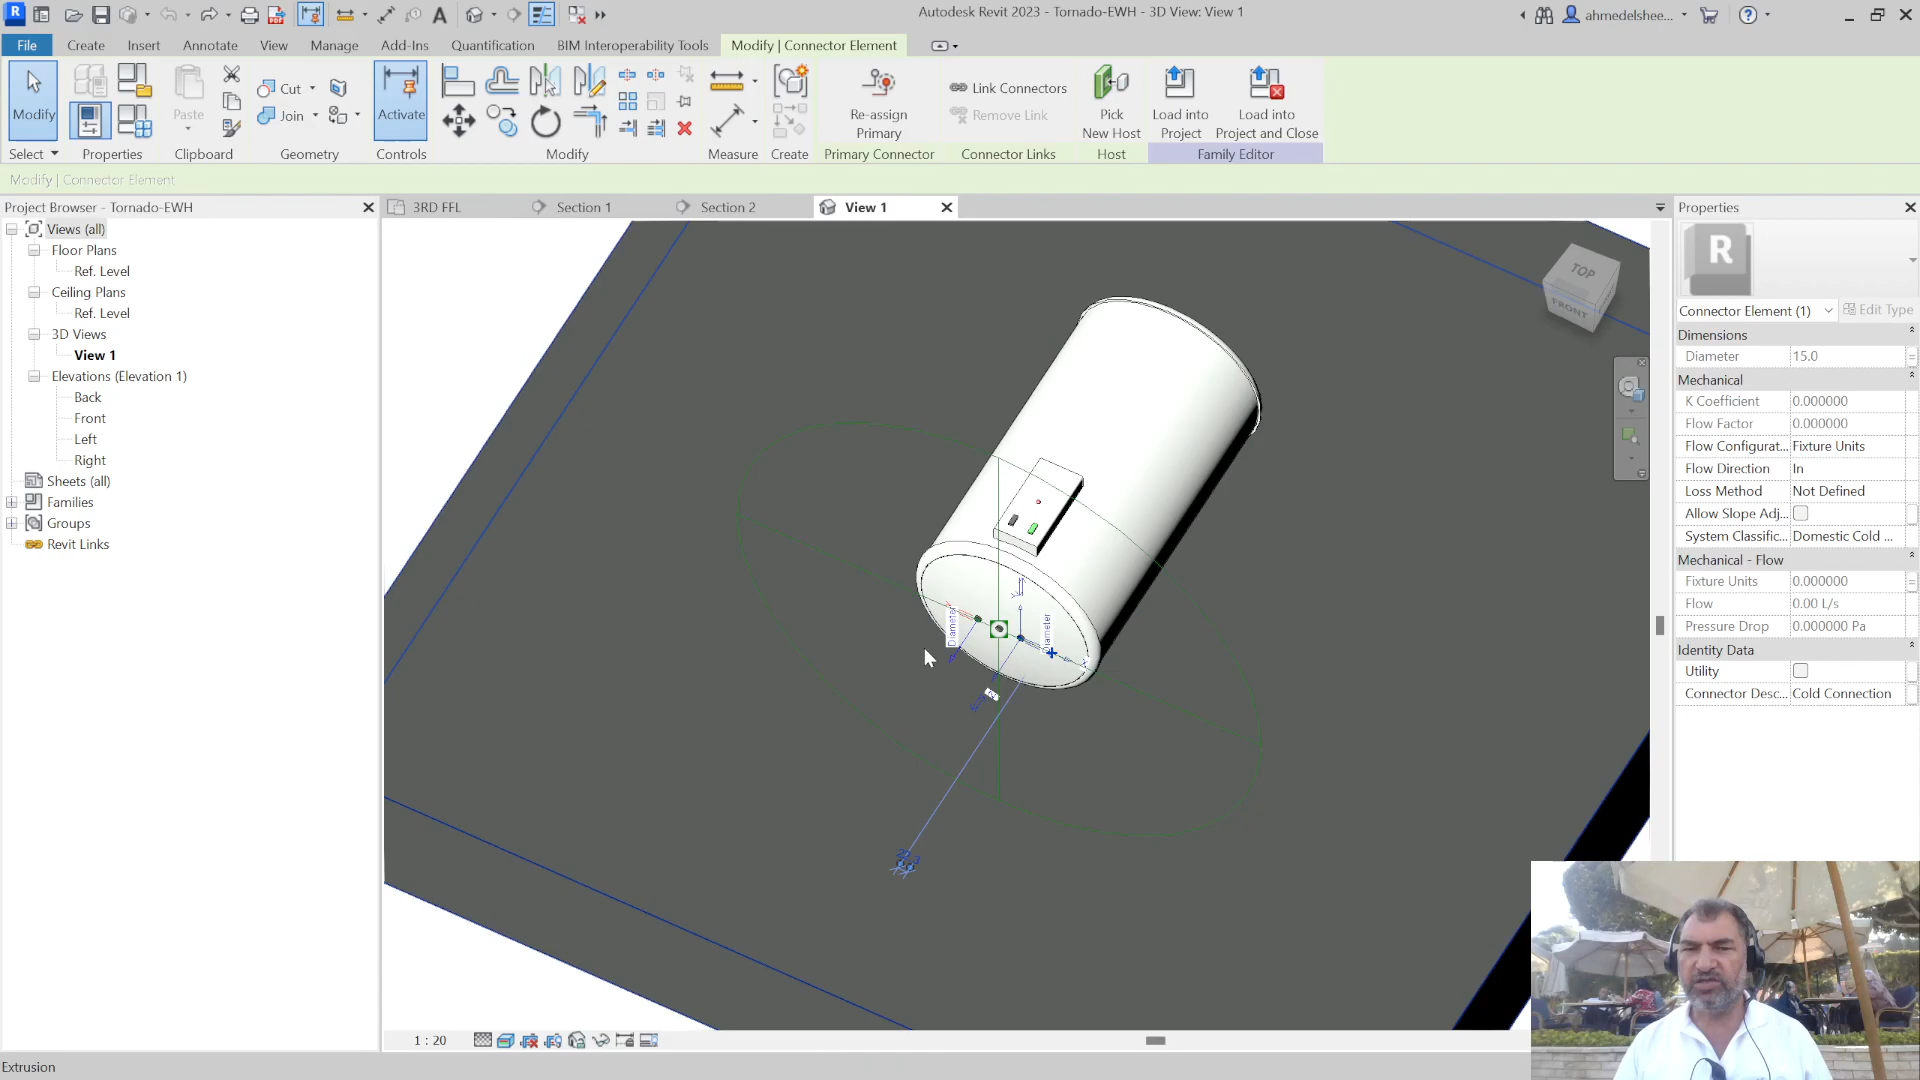 Autodesk Revit 2023 - Tornado-EWH - 3D View: View 1
ahmedelshee...
File
Create
Insert
Annotate
View
Manage
Add-Ins
Quantification
BIM Interoperability Tools
Modify | Connector Element
Modify
Paste
Cut
Join
Activate
Re-assign
Primary
Link Connectors
Remove Link
Pick
New Host
Load into
Project
Load into
Project and Close
Select
Properties
Clipboard
Geometry
Controls
Modify
Measure
Create
Primary Connector
Connector Links
Host
Family Editor
Modify | Connector Element
Project Browser - Tornado-EWH
3RD FFL
Section 1
Section 2
View 1
Properties
Views (all)
Floor Plans
Ref. Level
Ceiling Plans
Ref. Level
3D Views
View 1
Elevations (Elevation 1)
Back
Front
Left
Right
Sheets (all)
Families
Groups
Revit Links
TOP
FRONT
Diameter
Diameter
R
Connector Element (1)
Edit Type
Dimensions
Diameter 15.0
Mechanical
K Coefficient 0.000000
Flow Factor 0.000000
Flow Configurat... Fixture Units
Flow Direction In
Loss Method Not Defined
Allow Slope Adj...
System Classific... Domestic Cold ...
Mechanical - Flow
Fixture Units 0.000000
Flow 0.00 L/s
Pressure Drop 0.000000 Pa
Identity Data
Utility
Connector Desc... Cold Connection
1 : 20
Extrusion